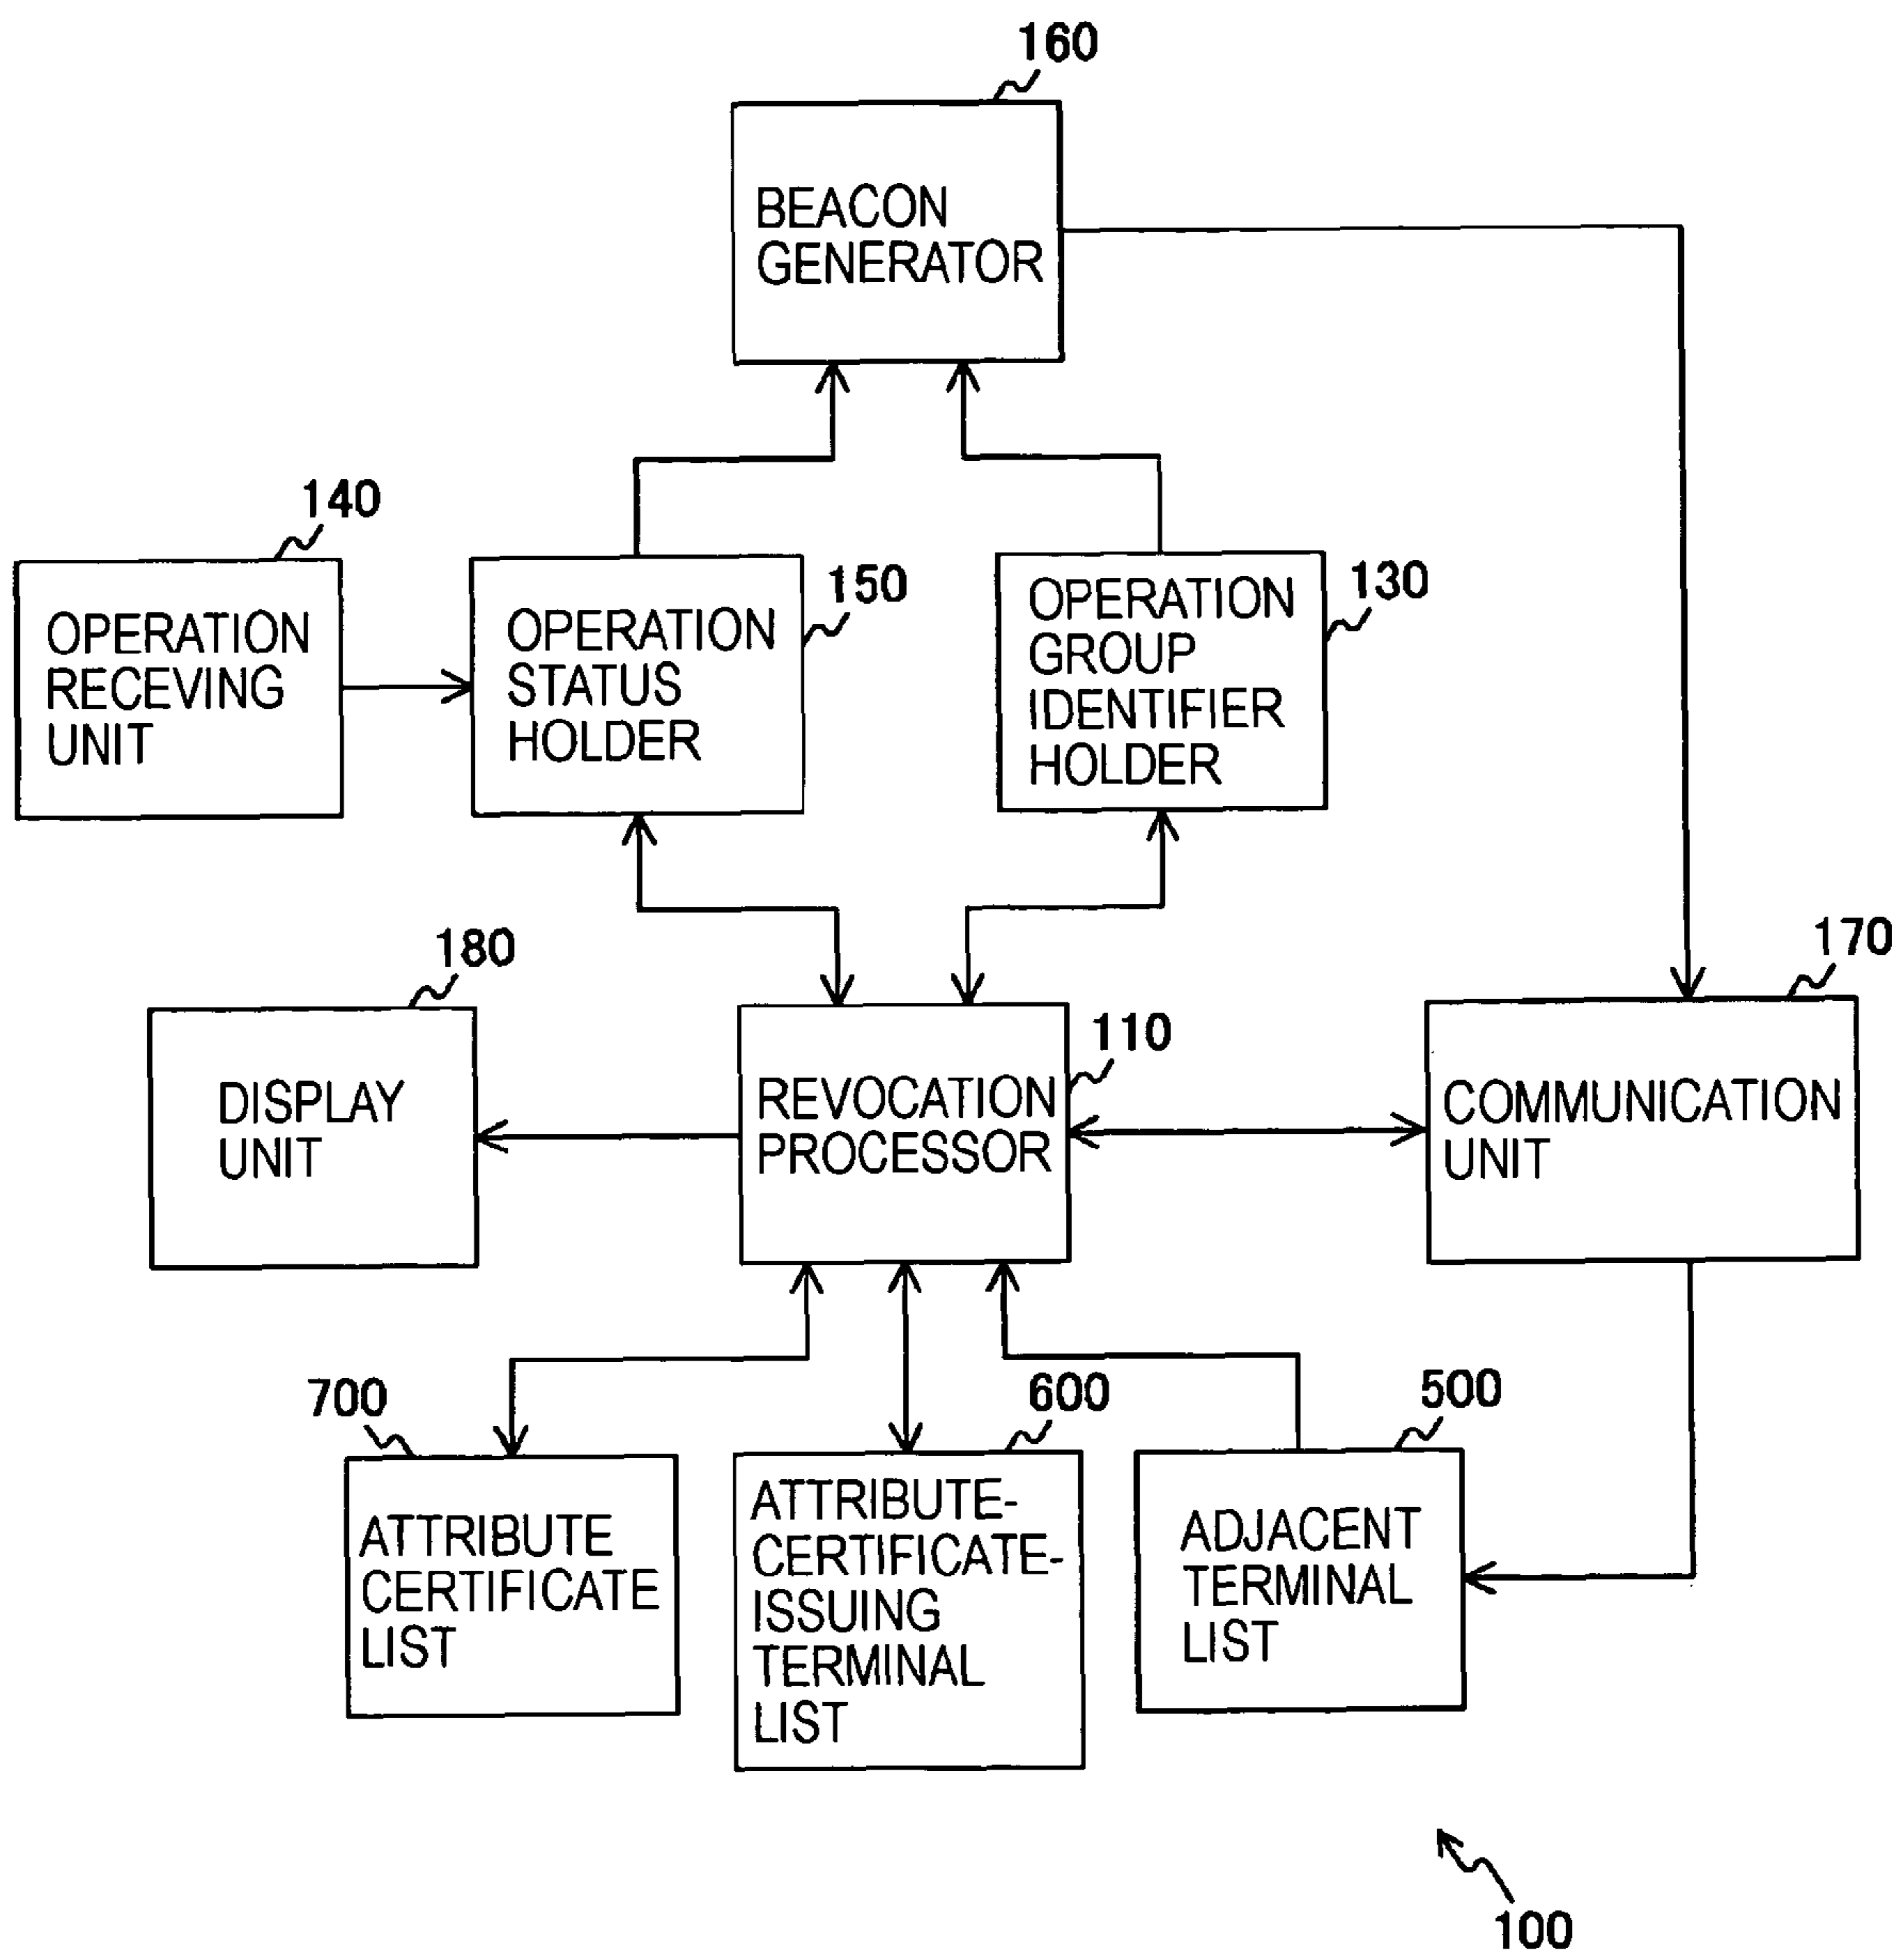 160
BEACON
GENERATOR
140
OPERATION
RECEVING
UNIT
150
OPERATION
STATUS
HOLDER
130
OPERATION
GROUP
IDENTIFIER
HOLDER
180
DISPLAY
UNIT
110
REVOCATION
PROCESSOR
170
COMMUNICATION
UNIT
700
ATTRIBUTE
CERTIFICATE
LIST
600
ATTRIBUTE-
CERTIFICATE-
ISSUING
TERMINAL
LIST
500
ADJACENT
TERMINAL
LIST
100